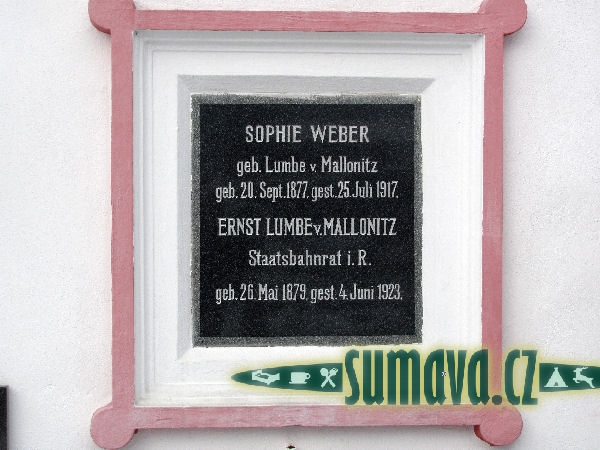 SOPHIE WEBER
geb. Lumbe v. Mallonitz
geb. 20. Sept. 1877. gest. 25. Juli 1917.
ERNST LUMBE v. MALLONITZ
Staatsbahnrat i. R.
geb. 26. Mai 1879. gest. 4. Juni 1923.
sumava.cz